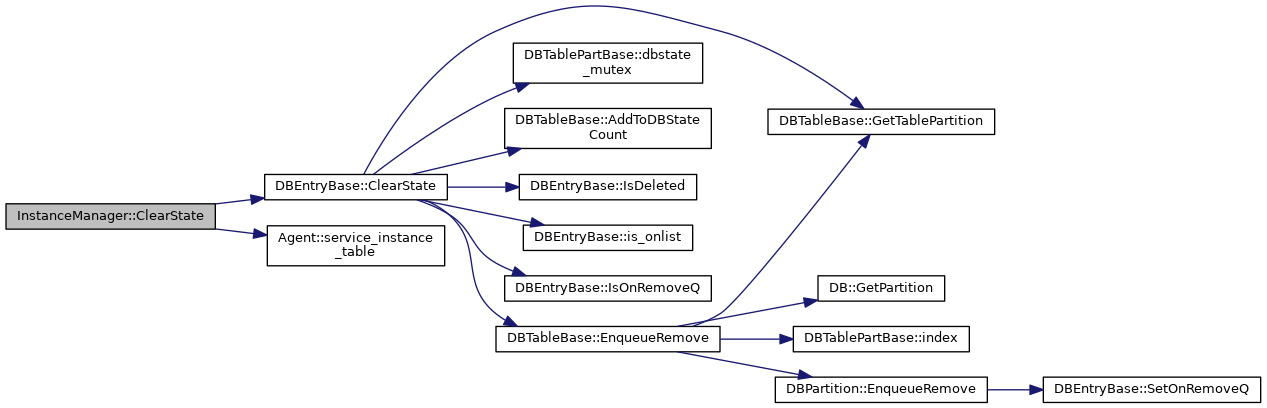 InstanceManager::ClearState
DBEntryBase::ClearState
Agent::service_instance
_table
DBTablePartBase::dbstate
_mutex
DBTableBase::AddToDBState
Count
DBEntryBase::IsDeleted
DBEntryBase::is_onlist
DBEntryBase::IsOnRemoveQ
DBTableBase::EnqueueRemove
DBTableBase::GetTablePartition
DB::GetPartition
DBTablePartBase::index
DBPartition::EnqueueRemove
DBEntryBase::SetOnRemoveQ